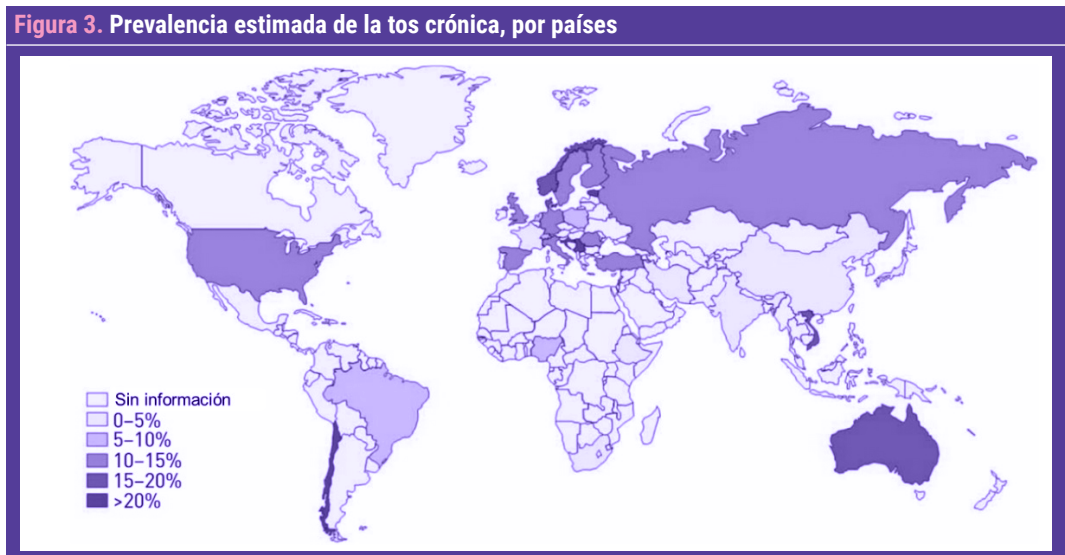 Figura 3. Prevalencia estimada de la tos crónica, por países
Sin información
0–5%
5–10%
10–15%
15–20%
>20%